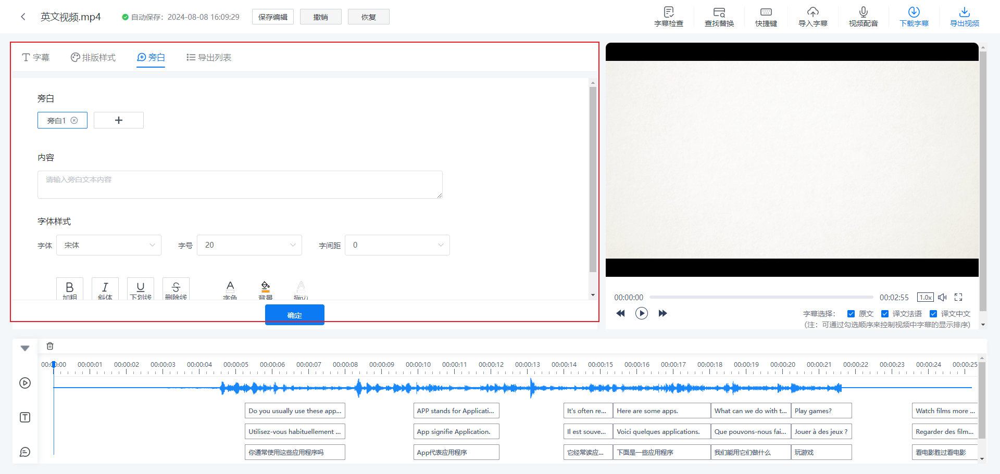 英文视频.mp4
自动保存：2024-08-08 16:09:29
保存编辑
撤销
恢复
字幕检查
查找替换
快捷键
导入字幕
视频配音
下载字幕
导出视频
字幕
排版样式
旁白
导出列表
旁白
旁白1
内容
请输入旁白文本内容
字体样式
字体 宋体
字号 20
字间距 0
B
加粗
I
斜体
U
下划线
S
删除线
A
字色
背景
A
描边
确定
00:00:00
00:02:55
1.0x
字幕选择： 原文 译文法语 译文中文
（注：可通过勾选顺序来控制视频中字幕的显示排序）
00:00:00 00:00:01 00:00:02 00:00:03 00:00:04 00:00:05 00:00:06 00:00:07 00:00:08 00:00:09 00:00:10 00:00:11 00:00:12 00:00:13 00:00:14 00:00:15 00:00:16 00:00:17 00:00:18 00:00:19 00:00:20 00:00:21 00:00:22 00:00:23 00:00:24 00:00:25
Do you usually use these app... APP stands for Applicati... It's often re... Here are some apps. What can we do with t... Play games? Watch films more ...
Utilisez-vous habituellement ... App signifie Application. Il est souve... Voici quelques applications. Que pouvons-nous fai... Jouer à des jeux ? Regarder des film...
你通常使用这些应用程序吗 App代表应用程序 它经常读应... 下面是一些应用程序 我们能用它们做什么 玩游戏 看电影胜过看电影